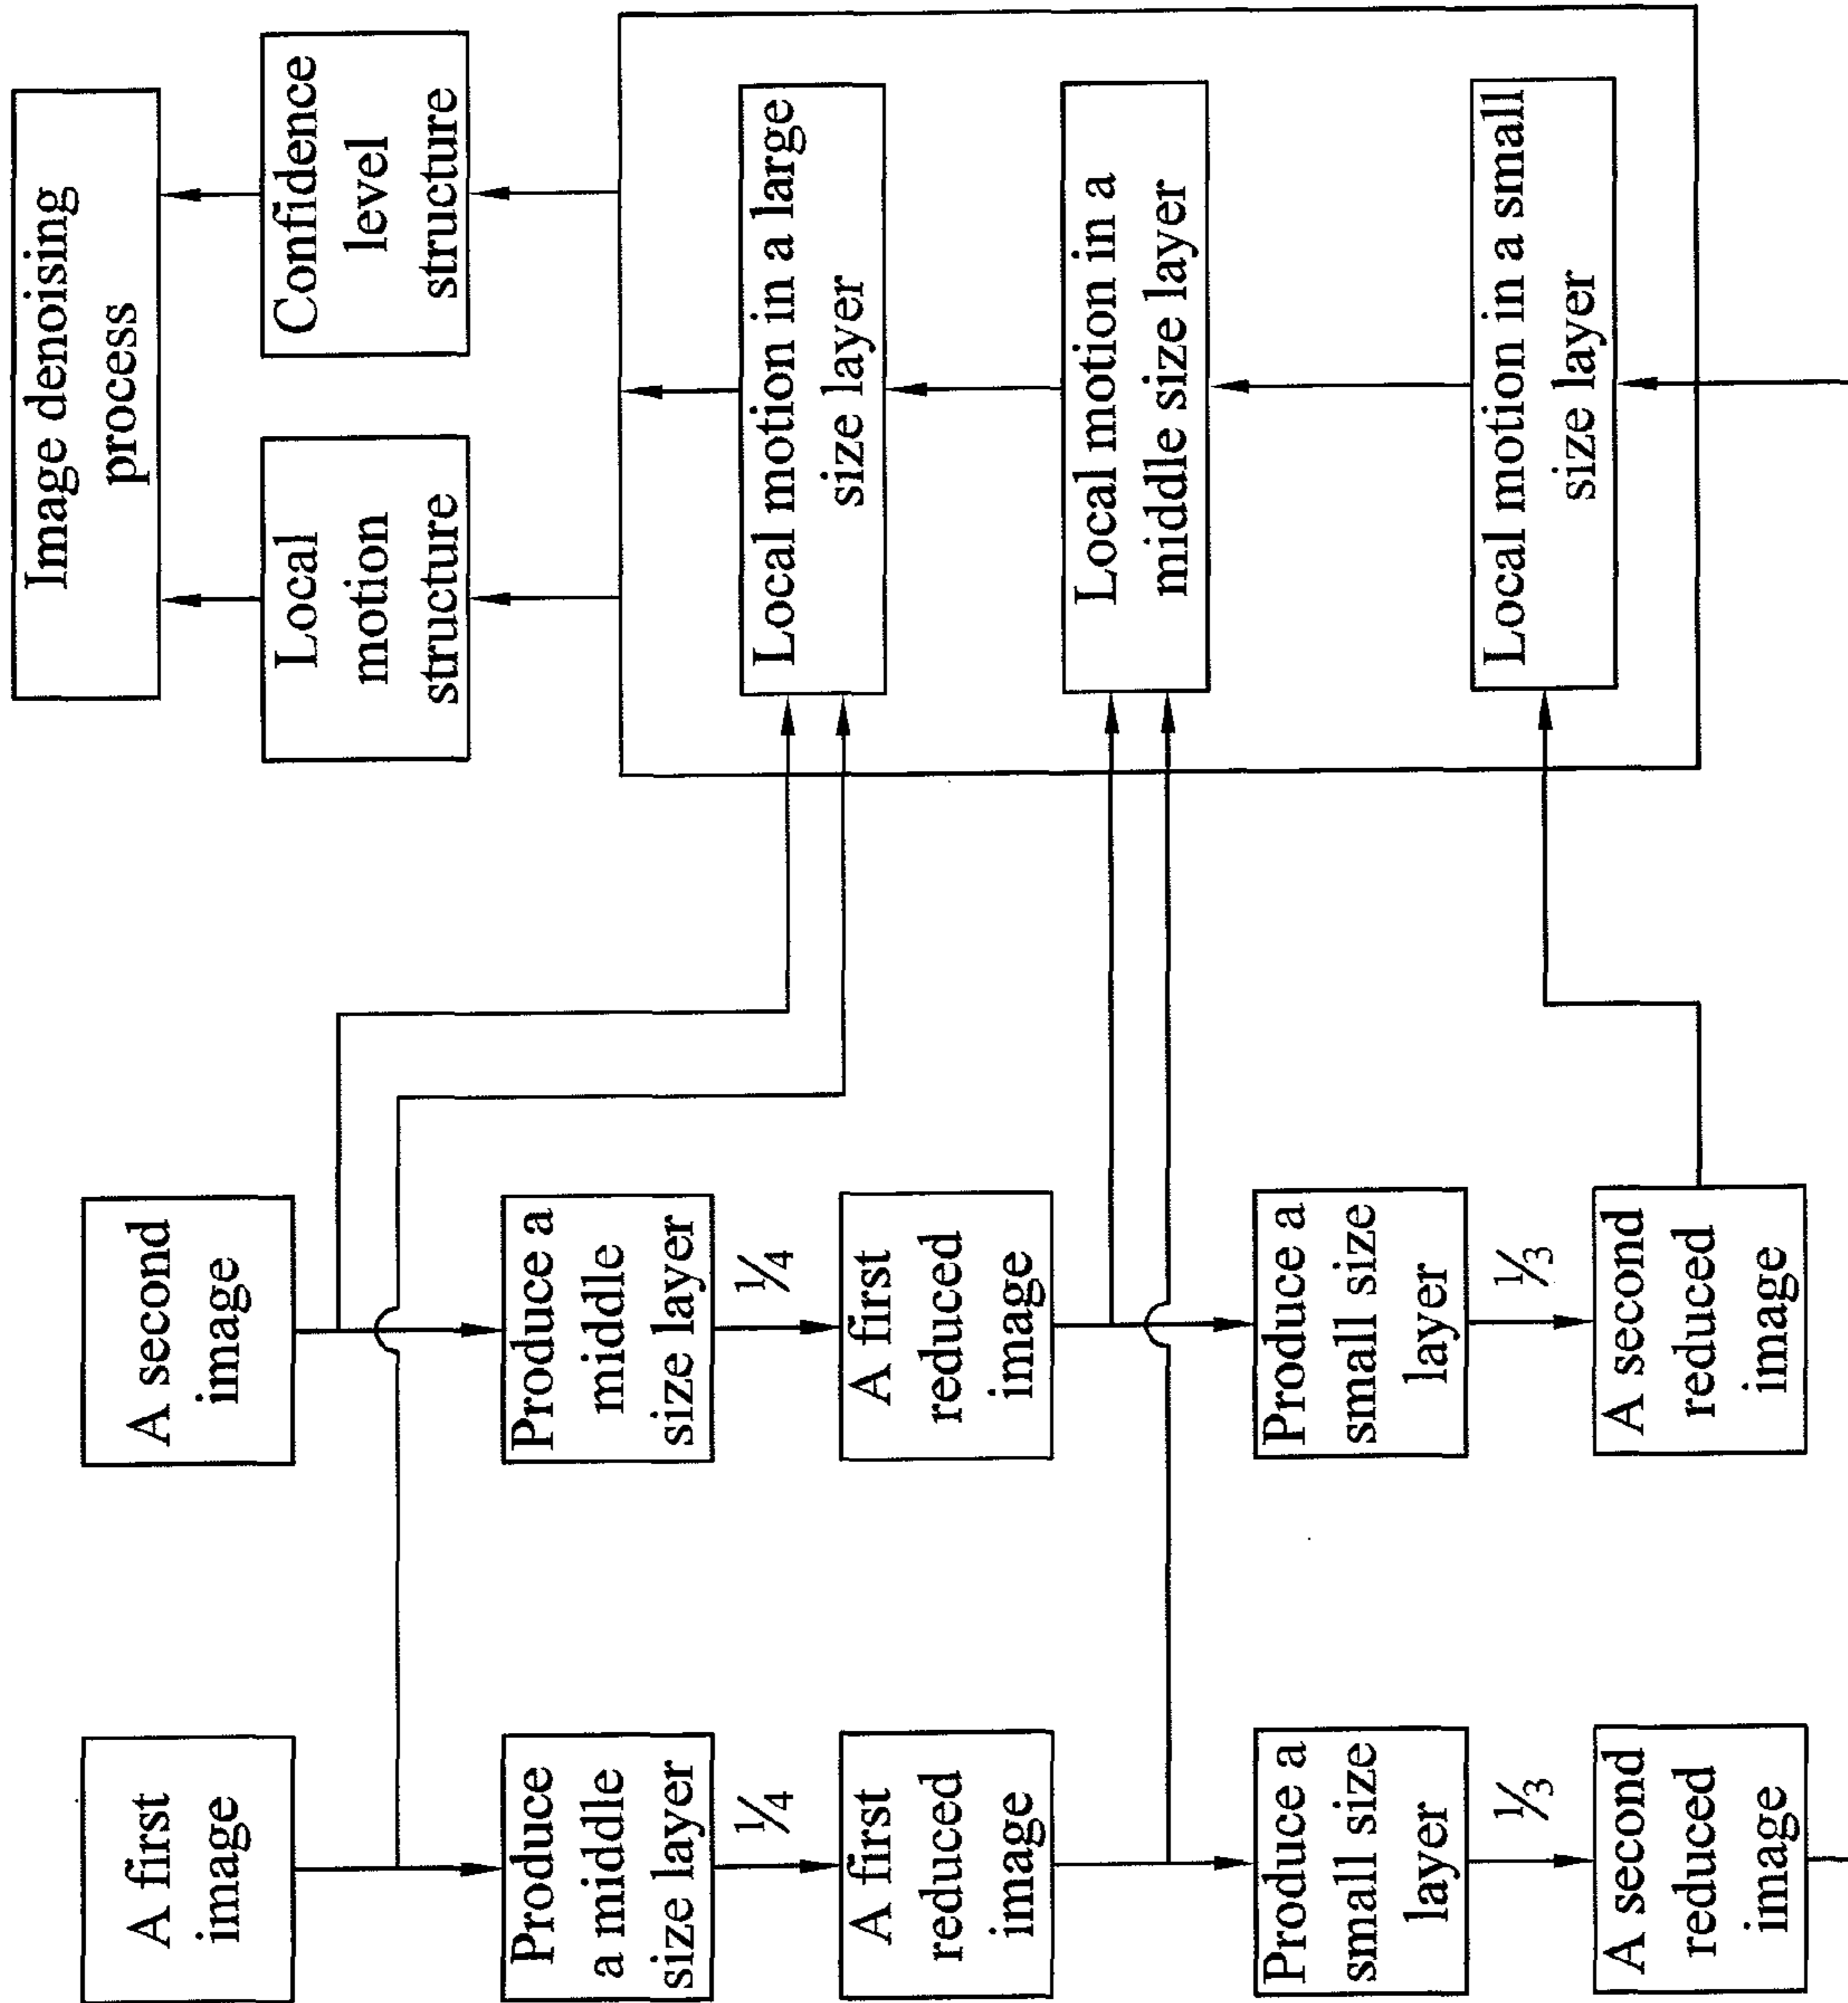 A first
image
Produce
a middle
size layer
1/4
A first
reduced
image
Produce a
small size
layer
1/3
A second
reduced
image
A second
image
Produce a
middle
size layer
1/4
A first
reduced
image
Produce a
small size
layer
1/3
A second
reduced
image
Image denoising
process
Local
motion
structure
Confidence
level
structure
Local motion in a large
size layer
Local motion in a
middle size layer
Local motion in a small
size layer